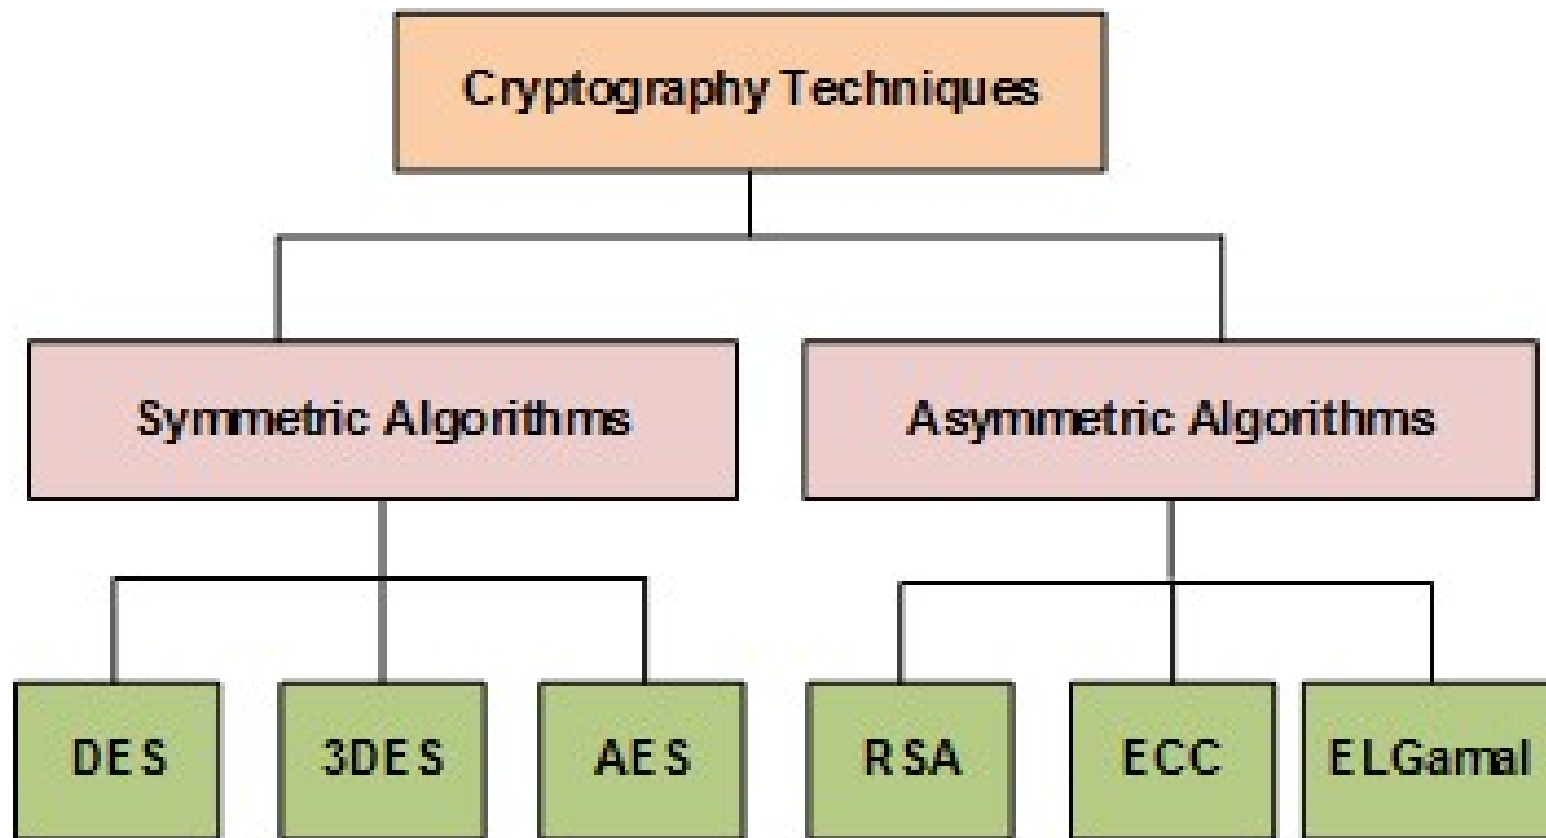 Cryptography Techniques
Symmetric Algorithms
Asymmetric Algorithms
DES
3DES
AES
RSA
ECC
ELGamal